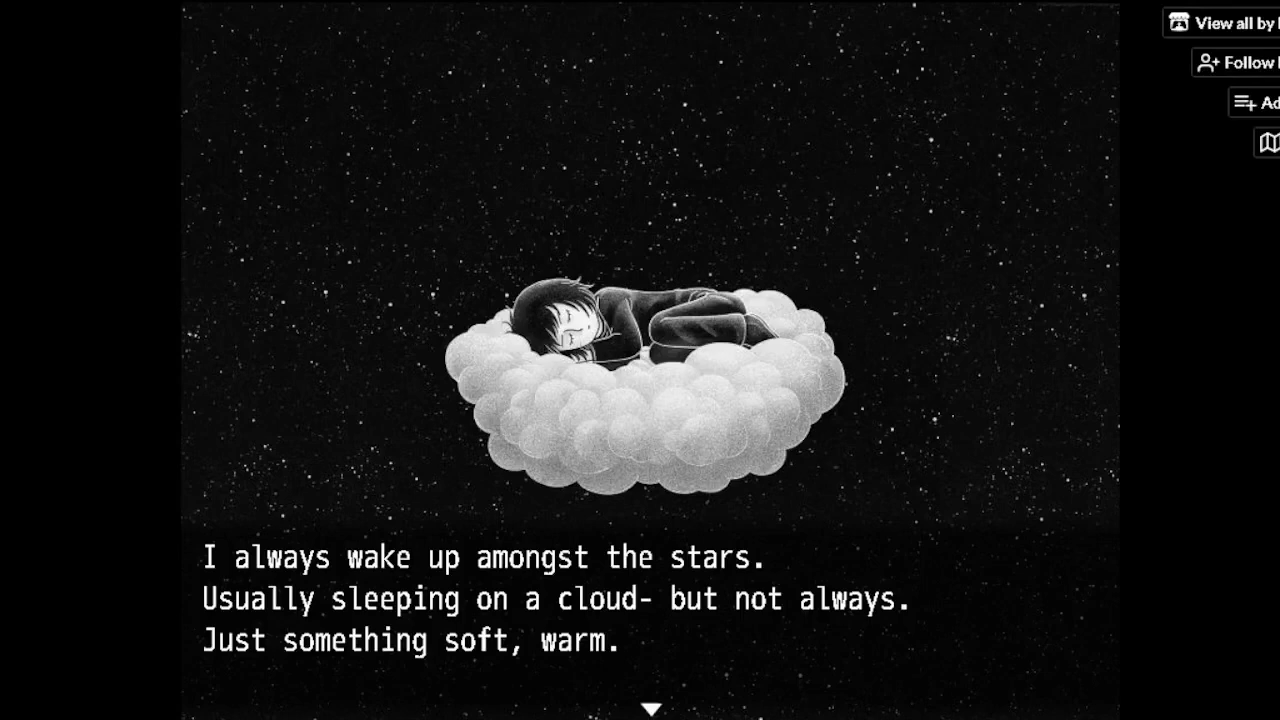 View all by
Follow
I always wake up amongst the stars.
Usually sleeping on a cloud- but not always.
Just something soft, warm.